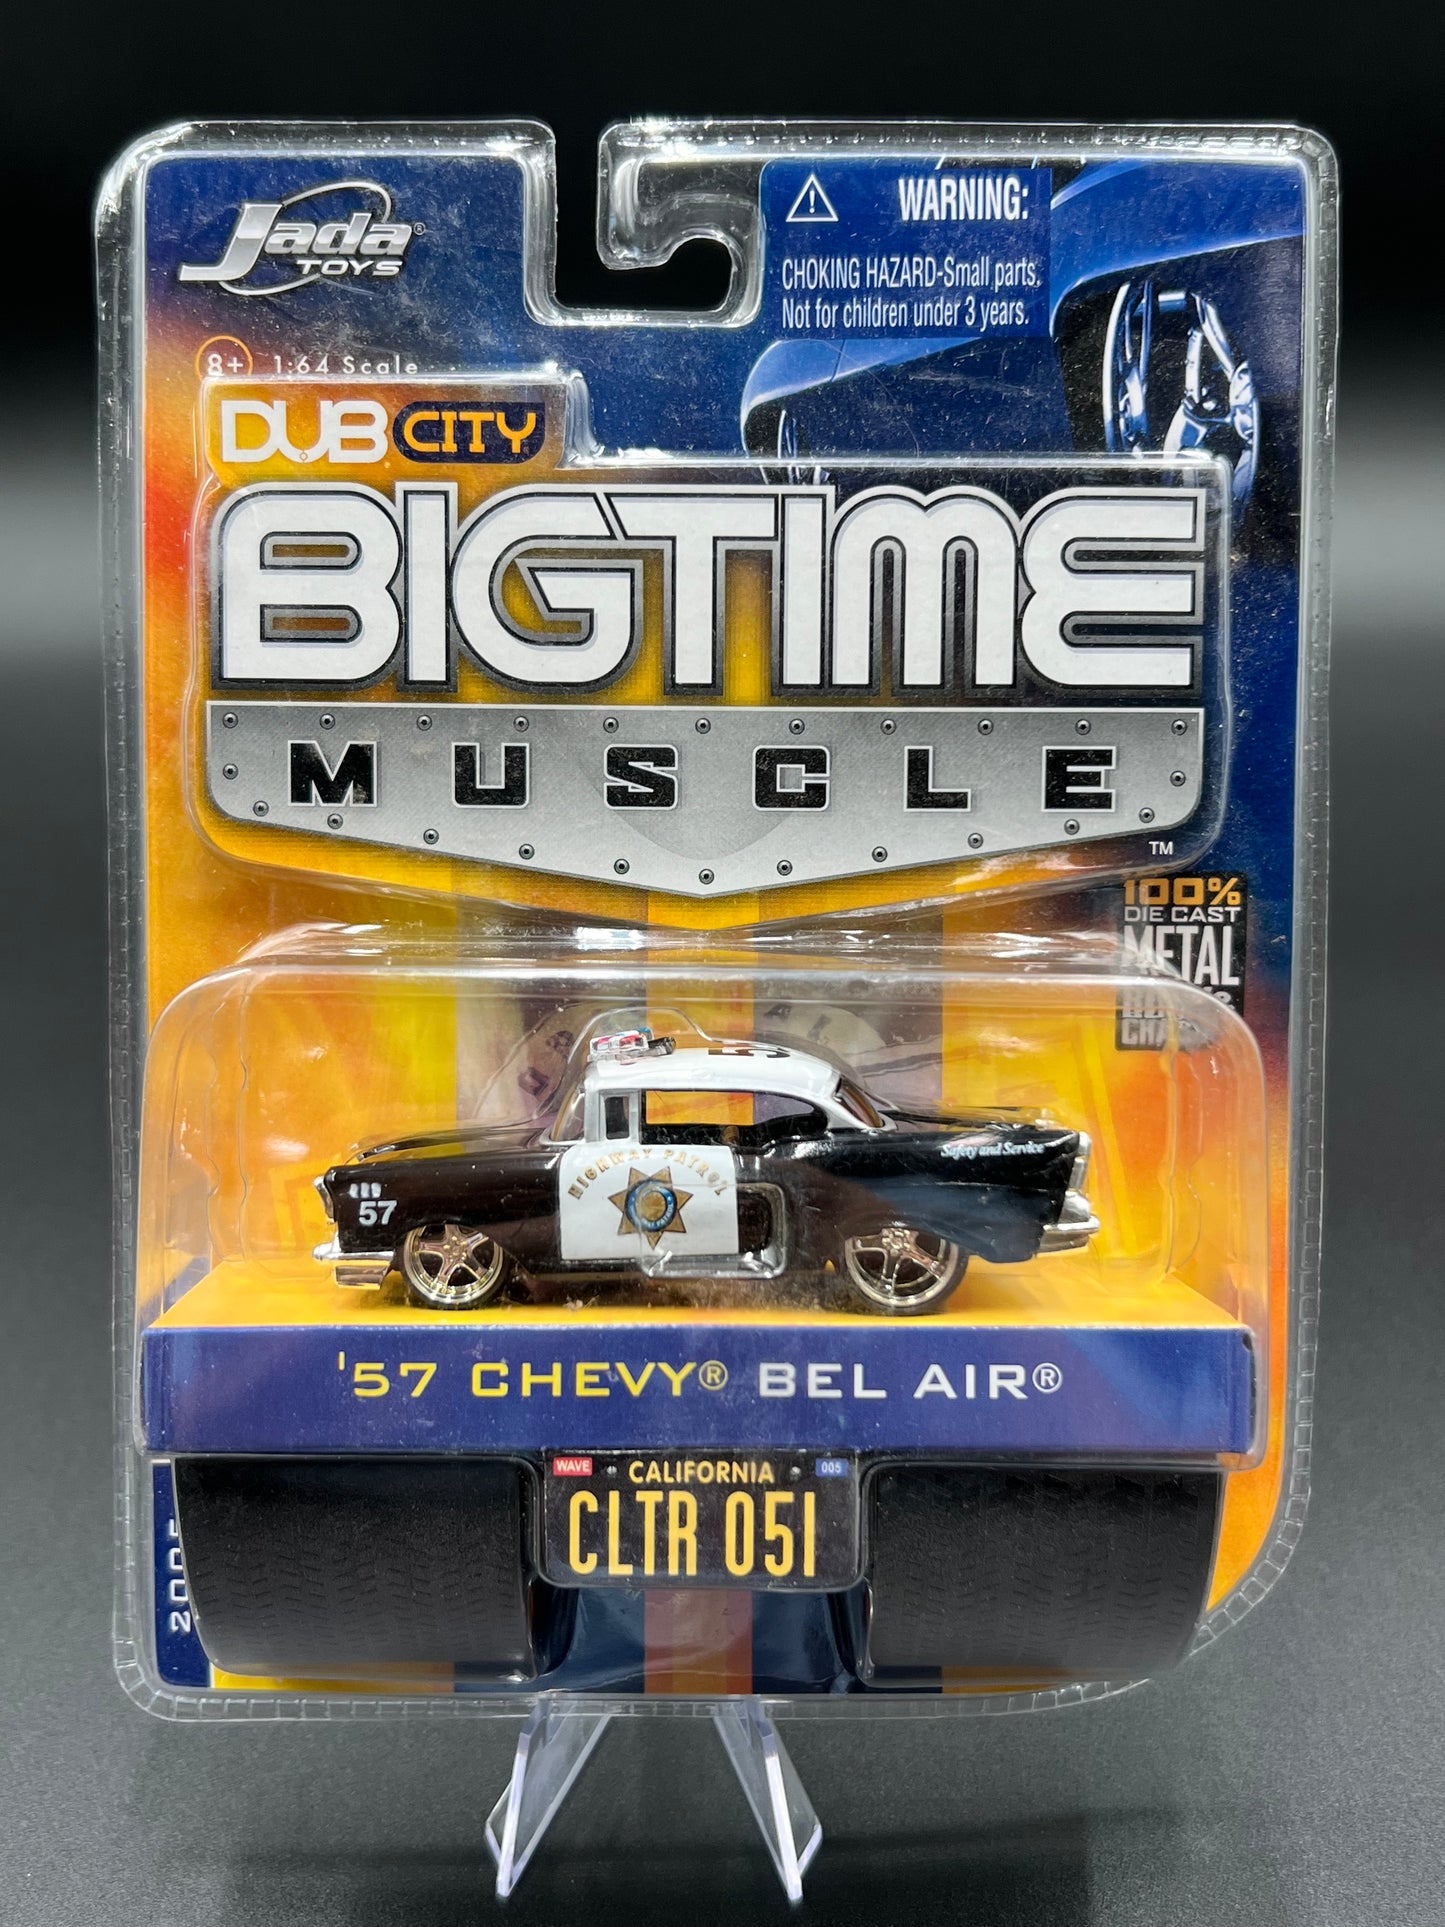 Jada®
TOYS
⚠ WARNING:
CHOKING HAZARD-Small parts.
Not for children under 3 years.
8+ 1:64 Scale
DUB CITY
BIGTIME
MUSCLE
TM
100%
DIE CAST
METAL
57
HIGHWAY PATROL
Safety and Service
57
'57 CHEVY® BEL AIR®
WAVE CALIFORNIA 005
CLTR 051